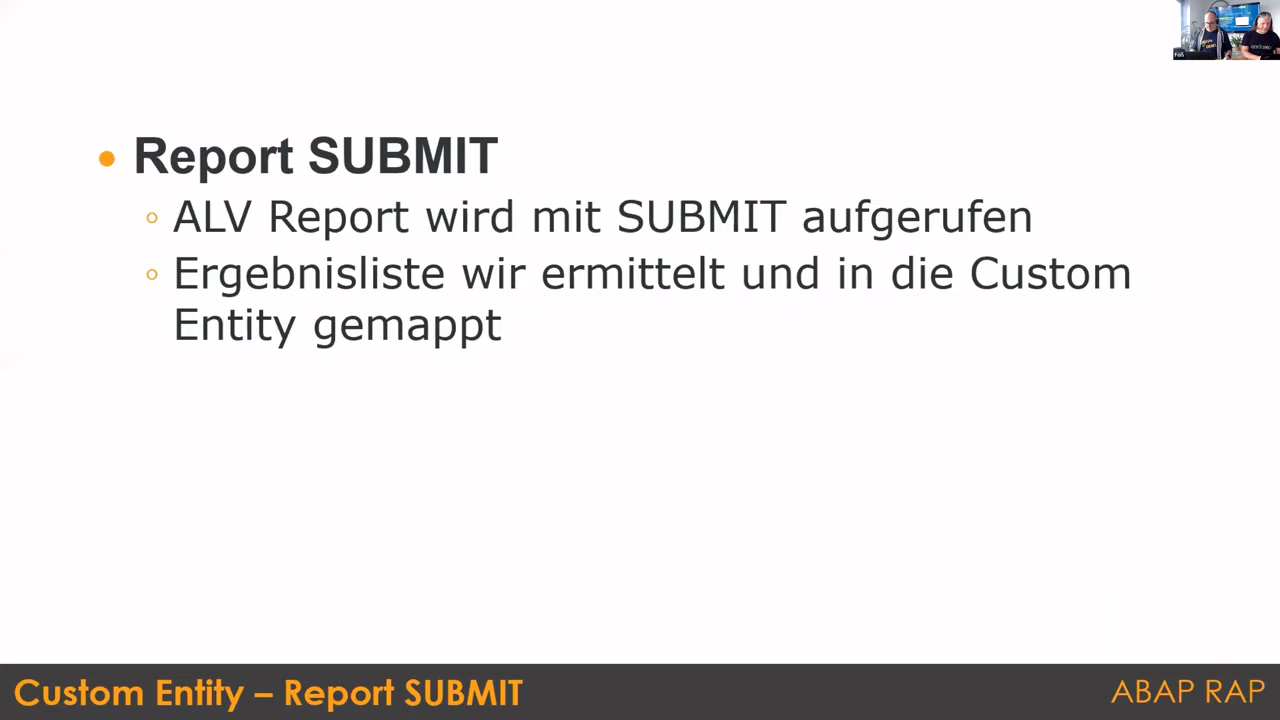 Report SUBMIT
ALV Report wird mit SUBMIT aufgerufen
Ergebnisliste wir ermittelt und in die Custom
Entity gemappt
Custom Entity – Report SUBMIT
ABAP RAP